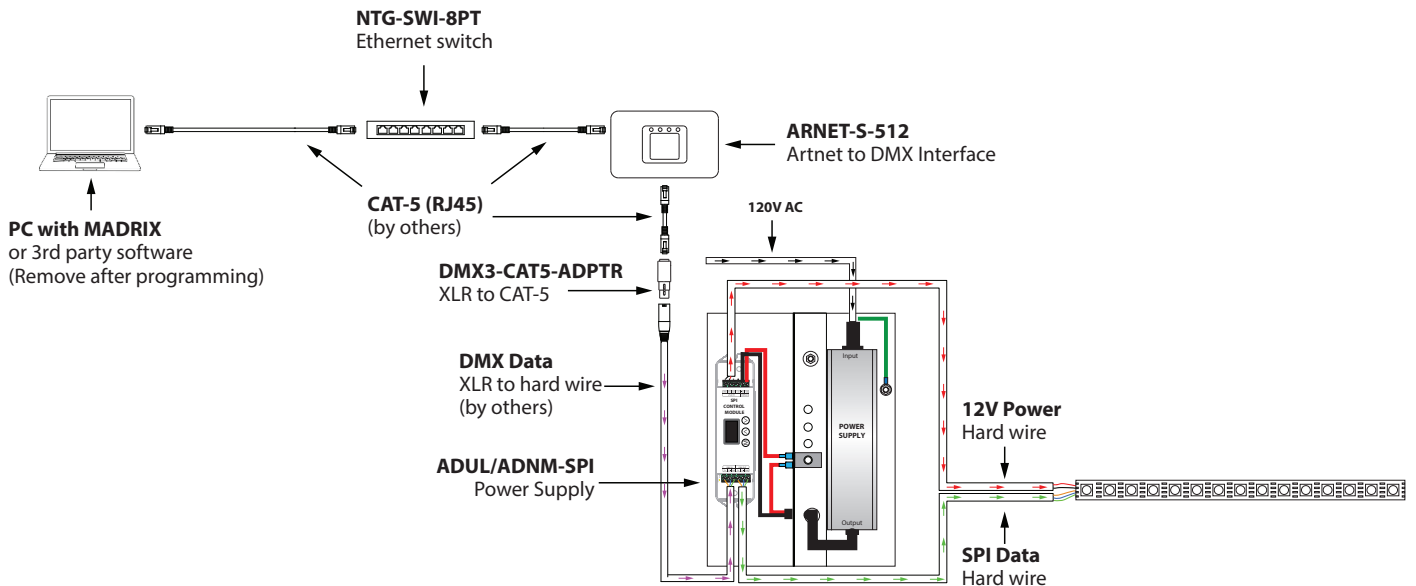 NTG-SWI-8PT
Ethernet switch
ARNET-S-512
Artnet to DMX Interface
CAT-5 (RJ45)
(by others)
120V AC
PC with MADRIX
or 3rd party software
(Remove after programming)
DMX3-CAT5-ADPTR
XLR to CAT-5
DMX Data
XLR to hard wire
(by others)
Input
SPI
CONTROL
MODULE
POWER
SUPPLY
12V Power
Hard wire
ADUL/ADNM-SPI
Power Supply
Output
SPI Data
Hard wire